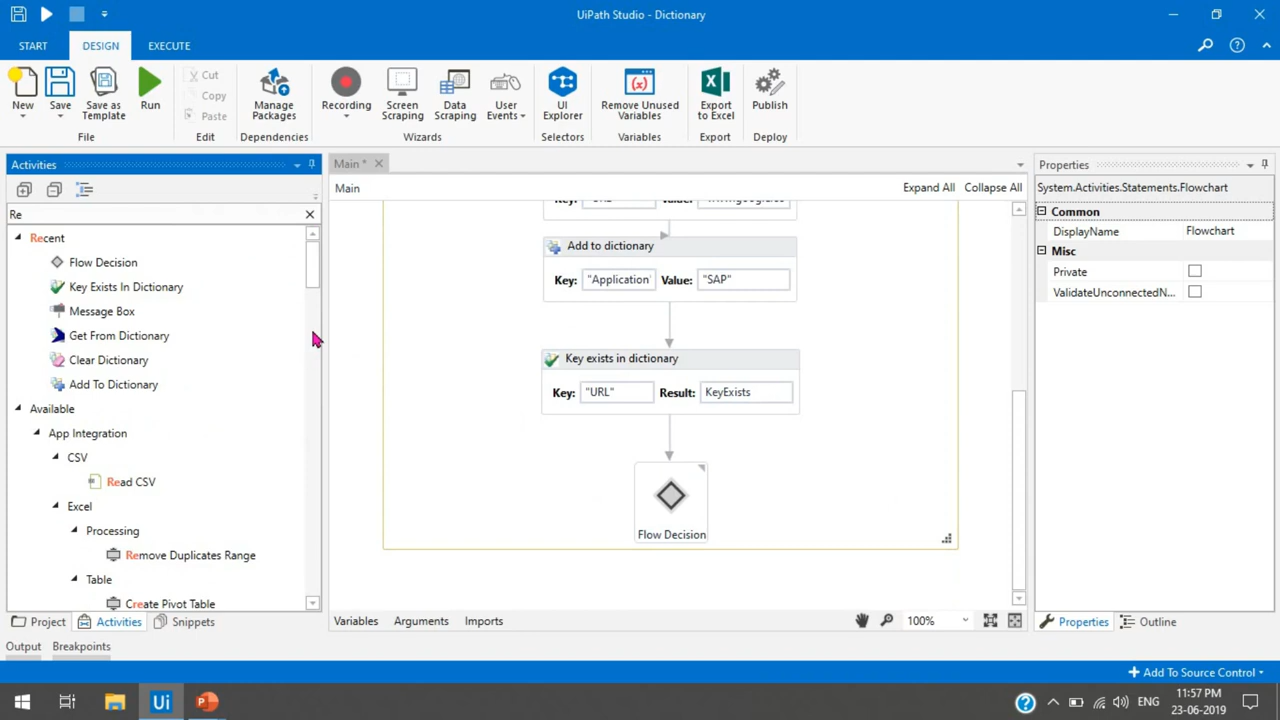 UiPath Studio - Dictionary
START DESIGN EXECUTE
New
Save
Save as Template
Run
Cut
Copy
Paste
Manage Packages
Recording
Screen Scraping
Data Scraping
User Events
UI Explorer
Remove Unused Variables
Export to Excel
Publish
File
Edit
Dependencies
Wizards
Selectors
Variables
Export
Deploy
Activities
Re
Recent
Flow Decision
Key Exists In Dictionary
Message Box
Get From Dictionary
Clear Dictionary
Add To Dictionary
Available
App Integration
CSV
Read CSV
Excel
Processing
Remove Duplicates Range
Table
Create Pivot Table
Project Activities Snippets
Main *
Main
Expand All Collapse All
Key: Value:
Add to dictionary
Key: "Application" Value: "SAP"
Key exists in dictionary
Key: "URL" Result: KeyExists
Flow Decision
Variables Arguments Imports
100%
Properties
System.Activities.Statements.Flowchart
Common
DisplayName Flowchart
Misc
Private
ValidateUnconnectedN...
Properties Outline
Output Breakpoints
Add To Source Control
Ui
P
ENG
11:57 PM
23-06-2019